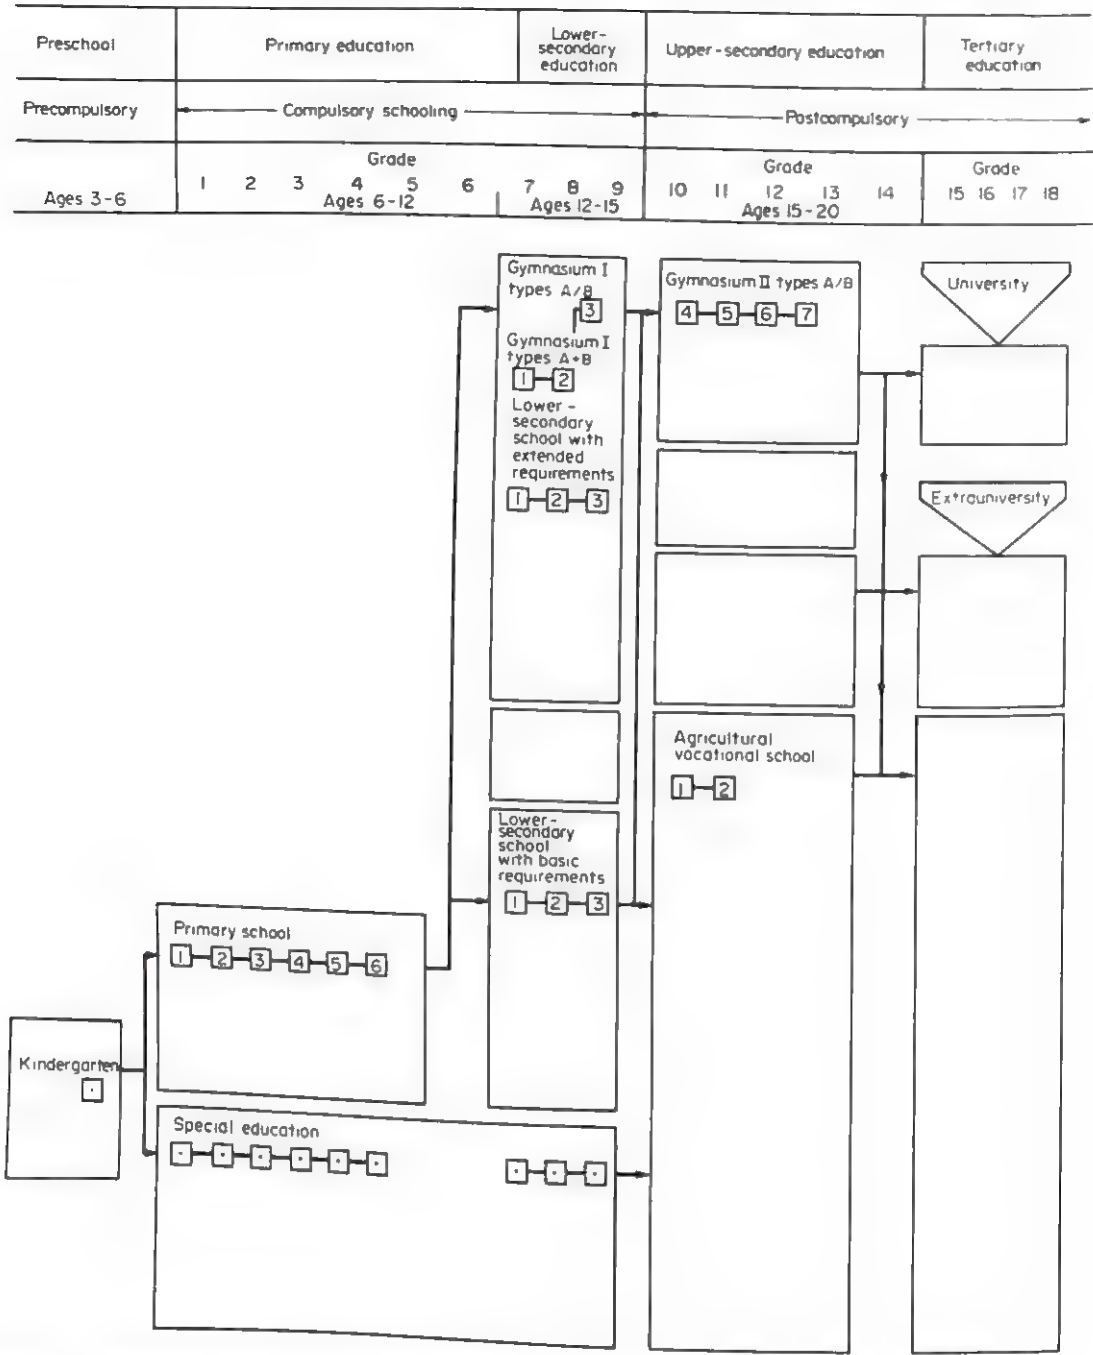 Preschool
Primary education
Lower-
secondary
education
Upper-secondary education
Tertiary
education
Precompulsory
Compulsory schooling
Postcompulsory
Grade
1 2 3 4 5 6 7 8 9
Ages 3-6
Ages 6-12
Ages 12-15
Grade
10 11 12 13 14
Ages 15-20
Grade
15 16 17 18
Gymnasium I
types A/B
3
Gymnasium I
types A+B
1 2
Lower-
secondary
school with
extended
requirements
1 2 3
Gymnasium II types A/B
4 5 6 7
University
Extrauniversity
Agricultural
vocational school
1 2
Lower-
secondary
school
with basic
requirements
1 2 3
Primary school
1 2 3 4 5 6
Kindergarten
Special education